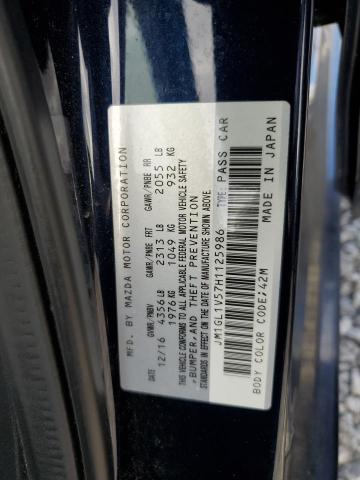 MFD. BY MAZDA MOTOR CORPORATION
DATE GVWR/PNBV GAWR/PNBE FRT GAWR/PNBE RR
12/16 4356 LB 2313 LB 2055 LB
1976 KG 1049 KG 932 KG
THIS VEHICLE CONFORMS TO ALL APPLICABLE FEDERAL MOTOR VEHICLE SAFETY
,BUMPER,AND THEFT PREVENTION
STANDARDS IN EFFECT ON THE DATE OF MANUFACTURE SHOWN ABOVE.
JM1GL1V57H1125986 TYPE:PASS CAR
BODY COLOR CODE:42M MADE IN JAPAN